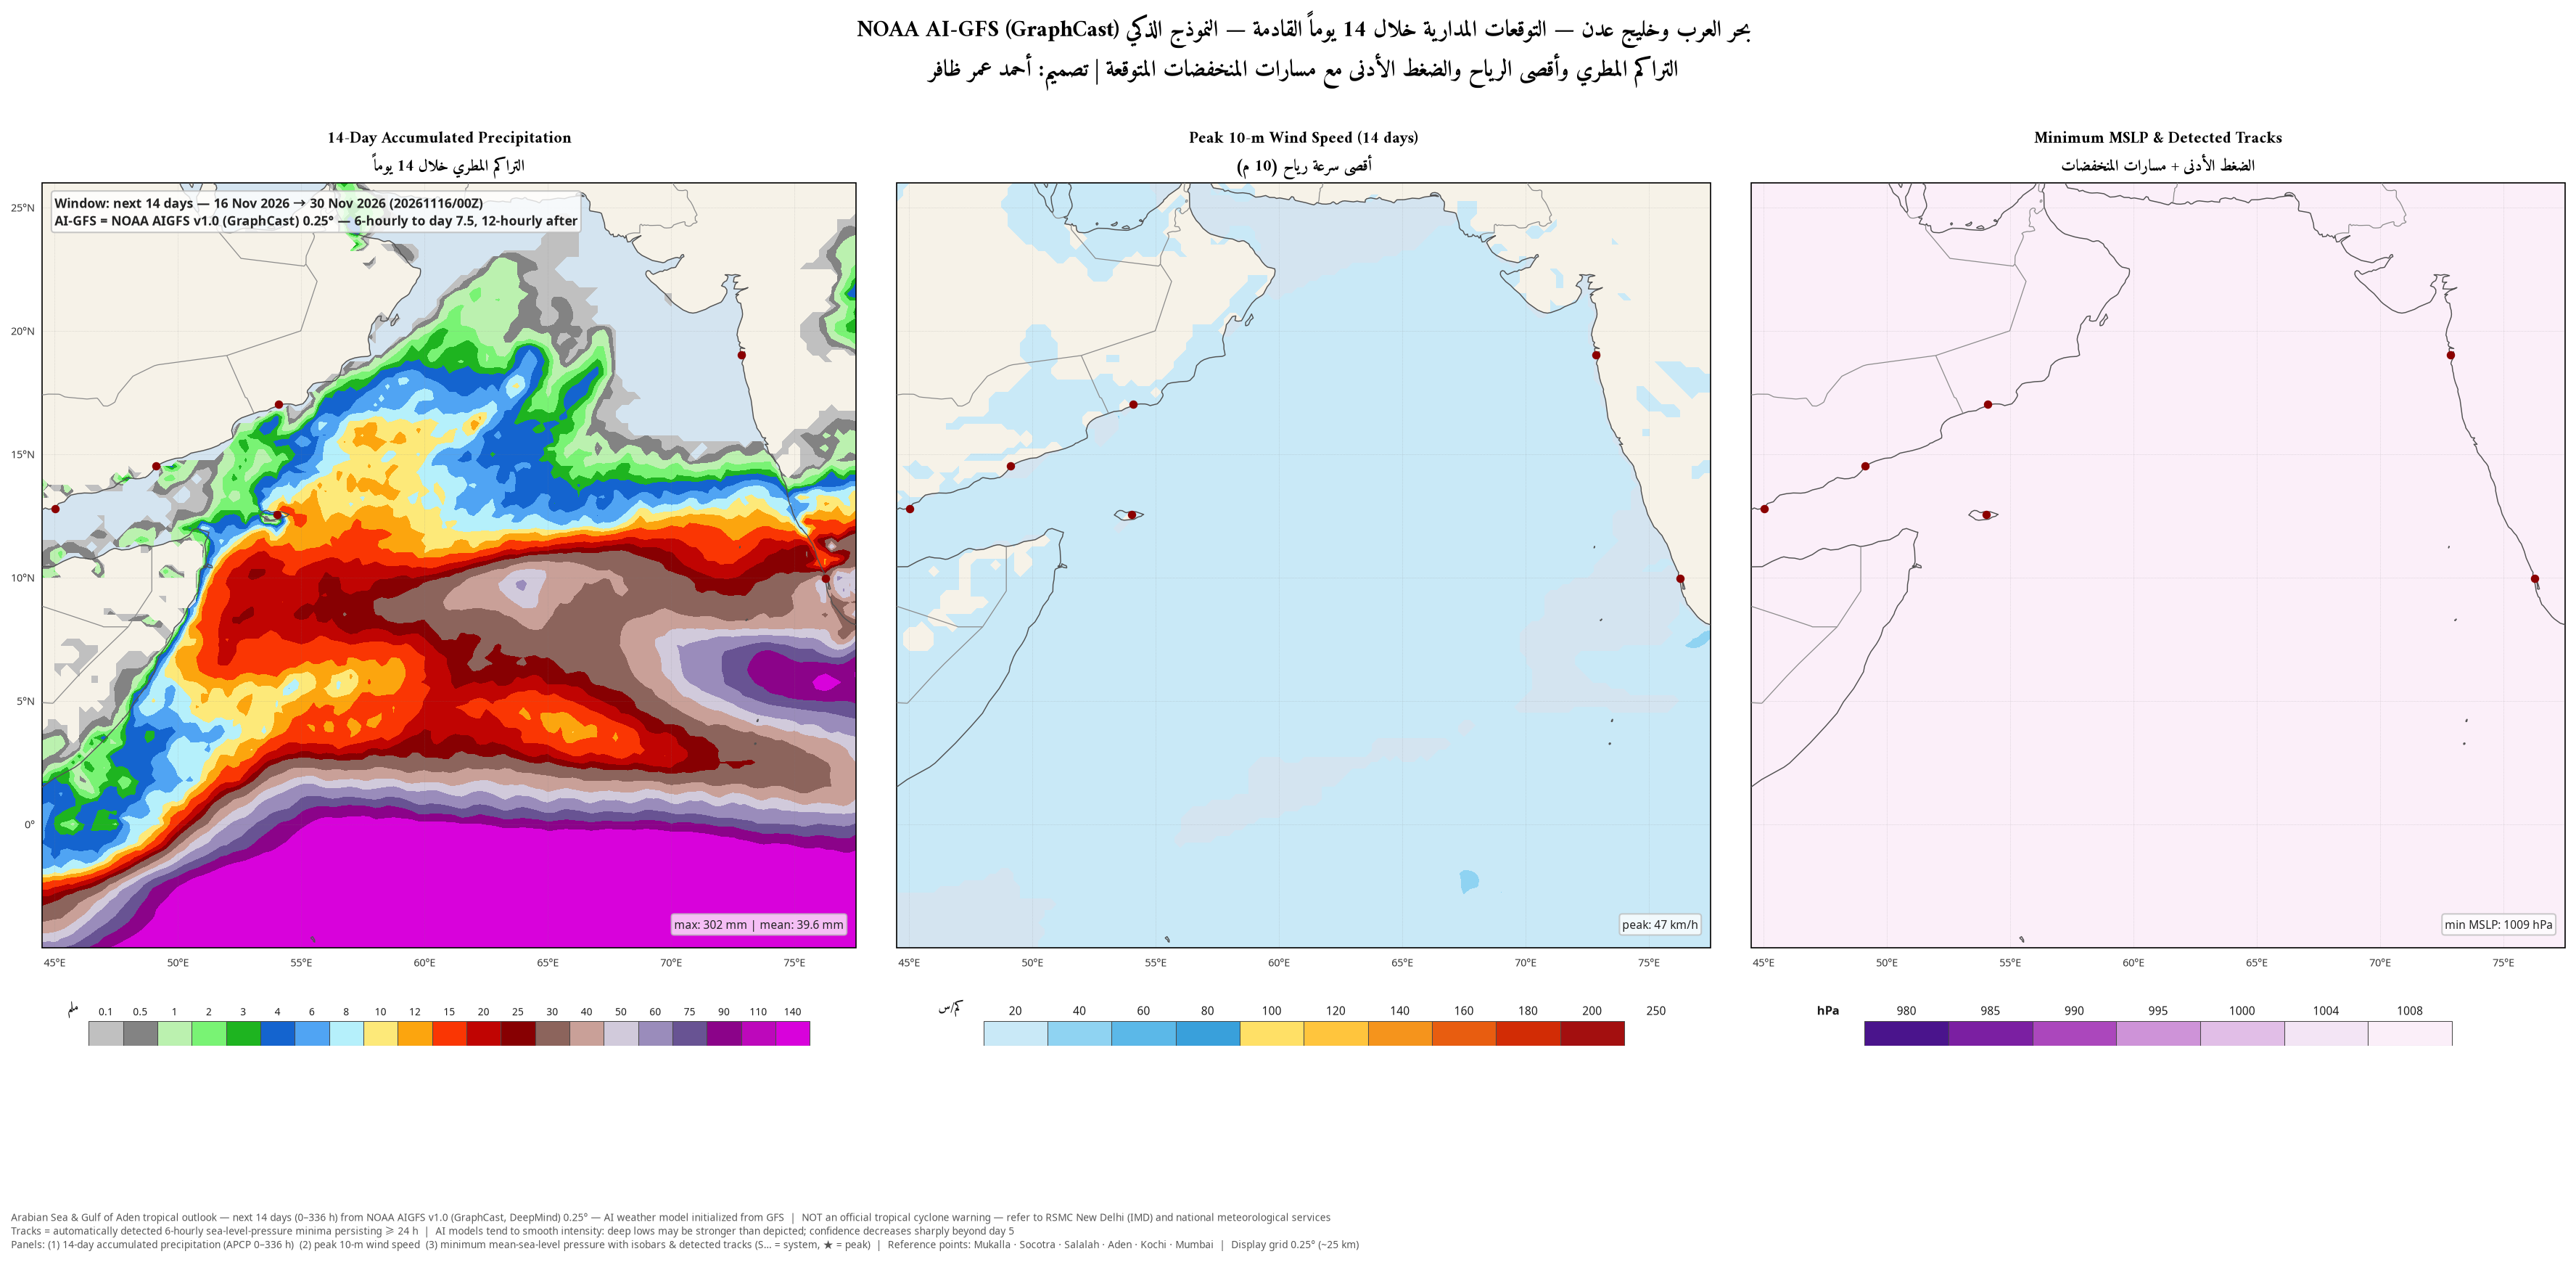 بحر العرب وخليج عدن — التوقعات المدارية خلال 14 يوماً القادمة — النموذج الذكي NOAA AI-GFS (GraphCast)
التراكم المطري وأقصى الرياح والضغط الأدنى مع مسارات المنخفضات المتوقعة | تصميم: أحمد عمر ظافر
14-Day Accumulated Precipitation
التراكم المطري خلال 14 يوماً
Window: next 14 days — 16 Nov 2026 → 30 Nov 2026 (20261116/00Z)
AI-GFS = NOAA AIGFS v1.0 (GraphCast) 0.25° — 6-hourly to day 7.5, 12-hourly after
25°N
20°N
15°N
10°N
5°N
0°
max: 302 mm | mean: 39.6 mm
45°E 50°E 55°E 60°E 65°E 70°E 75°E
ملم 0.1 0.5 1 2 3 4 6 8 10 12 15 20 25 30 40 50 60 75 90 110 140
Peak 10-m Wind Speed (14 days)
أقصى سرعة رياح (10 م)
peak: 47 km/h
45°E 50°E 55°E 60°E 65°E 70°E 75°E
كم/س 20 40 60 80 100 120 140 160 180 200 250
Minimum MSLP & Detected Tracks
الضغط الأدنى + مسارات المنخفضات
min MSLP: 1009 hPa
45°E 50°E 55°E 60°E 65°E 70°E 75°E
hPa 980 985 990 995 1000 1004 1008
Arabian Sea & Gulf of Aden tropical outlook — next 14 days (0–336 h) from NOAA AIGFS v1.0 (GraphCast, DeepMind) 0.25° — AI weather model initialized from GFS | NOT an official tropical cyclone warning — refer to RSMC New Delhi (IMD) and national meteorological services
Tracks = automatically detected 6-hourly sea-level-pressure minima persisting ⩾ 24 h | AI models tend to smooth intensity: deep lows may be stronger than depicted; confidence decreases sharply beyond day 5
Panels: (1) 14-day accumulated precipitation (APCP 0–336 h) (2) peak 10-m wind speed (3) minimum mean-sea-level pressure with isobars & detected tracks (S… = system, ★ = peak) | Reference points: Mukalla · Socotra · Salalah · Aden · Kochi · Mumbai | Display grid 0.25° (~25 km)